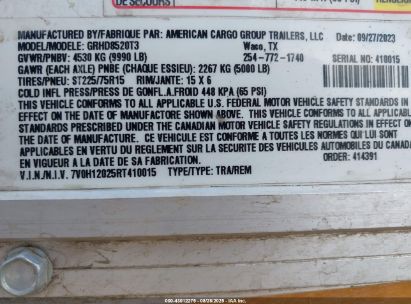 APPROVED BY/FABRIQUE PAR: AMERICAN CARGO GROUP TRAILERS, LLC 09/27/2023
MODEL/MODELE: GRHD8520T3 Waco, TX
GVWR/PNBV: 4530 KG (9990 LB) 254-772-1740
GAWR (EACH AXLE) PNBE (CHAQUE ESSIEU): 2267 KG (5000 LB) SERIAL: 410015
TIRES/PNEU: ST225/75R15 RIM/JANTE: 15 X 6
COLD INFL PRESS/PRESS DE GONFL.A.FROID 448 KPA (65 PSI)
THIS VEHICLE CONFORMS TO ALL APPLICABLE U.S. FEDERAL MOTOR VEHICLE SAFETY STANDARDS IN
EFFECT ON THE DATE OF MANUFACTORE SHOWN ABOVE. THIS VEHICLE CONFORMS TO ALL APPLICABLE
STANDARDS PRESCRIBED UNDER THE CANADIAN MOTOR VEHICLE SAFETY REGULATIONS IN EFFECT ON
THE DATE OF MANUFACTURE. CE VEHICULE EST CONFORME A TOUTES LES NORMES QUI LUI SONT
APPLICABLES EN VERTU DU REGLEMENT SUR LA SECURITE DES VEHICULES AUTOMOBILES DU CANADA
EN VIGUEUR A LA DATE DE SA FABRICATION. ORDER: 414391
V.I.N./N.I.V. 7V0H12025RT410015 TYPE/TYPE: TRA/REM